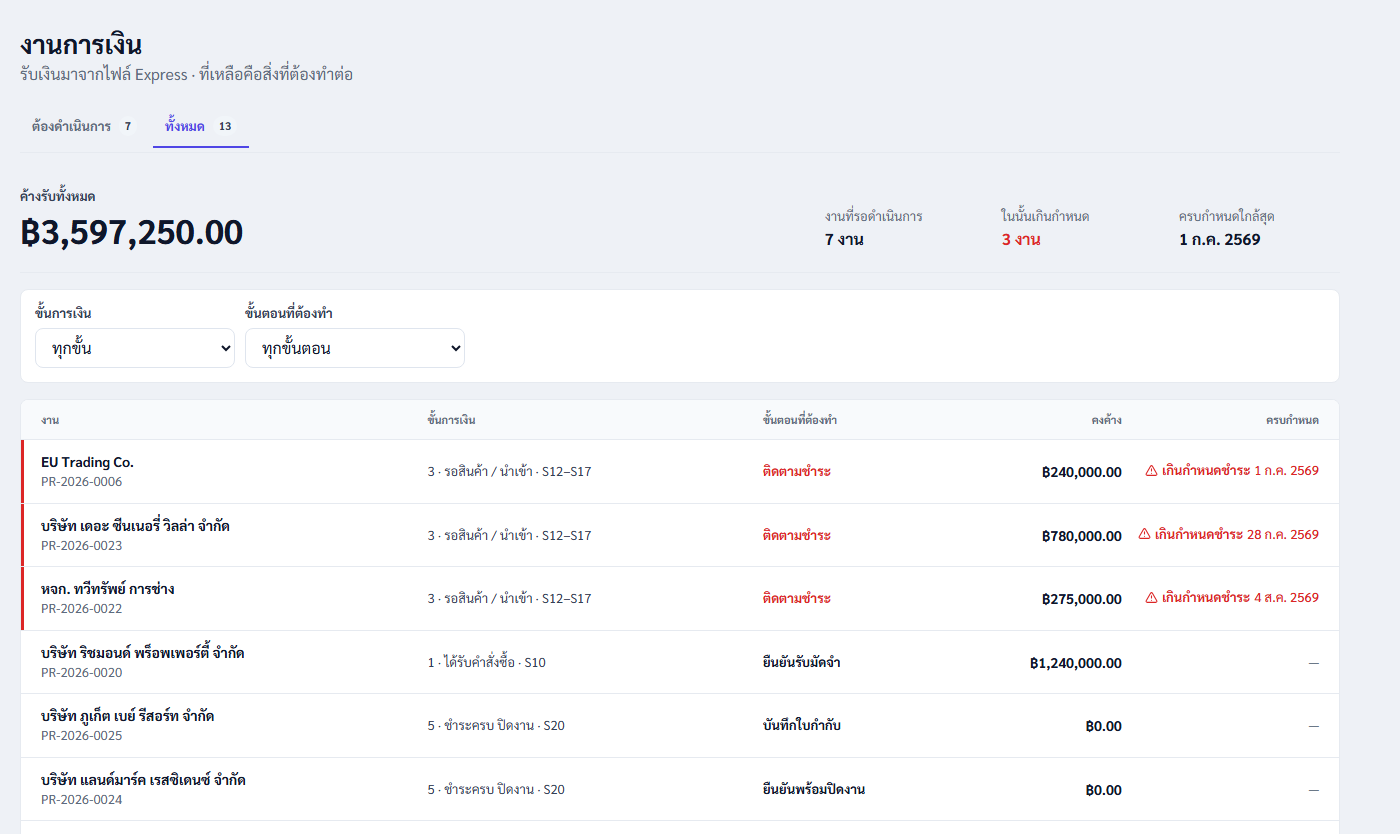 งานการเงิน
รับเงินมาจากไฟล์ Express · ที่เหลือคือสิ่งที่ต้องทำต่อ
ต้องดำเนินการ 7 ทั้งหมด 13
ค้างรับทั้งหมด
฿3,597,250.00
งานที่รอดำเนินการ
7 งาน
ในนั้นเกินกำหนด
3 งาน
ครบกำหนดใกล้สุด
1 ก.ค. 2569
ขั้นการเงิน
ทุกขั้น
ขั้นตอนที่ต้องทำ
ทุกขั้นตอน
งาน ขั้นการเงิน ขั้นตอนที่ต้องทำ คงค้าง ครบกำหนด
EU Trading Co.
PR-2026-0006
3 · รอสินค้า / นำเข้า · S12–S17 ติดตามชำระ ฿240,000.00 เกินกำหนดชำระ 1 ก.ค. 2569
บริษัท เดอะ ซีนเนอรี่ วิลล่า จำกัด
PR-2026-0023
3 · รอสินค้า / นำเข้า · S12–S17 ติดตามชำระ ฿780,000.00 เกินกำหนดชำระ 28 ก.ค. 2569
หจก. ทวีทรัพย์ การช่าง
PR-2026-0022
3 · รอสินค้า / นำเข้า · S12–S17 ติดตามชำระ ฿275,000.00 เกินกำหนดชำระ 4 ส.ค. 2569
บริษัท ริชมอนด์ พร็อพเพอร์ตี้ จำกัด
PR-2026-0020
1 · ได้รับคำสั่งซื้อ · S10 ยืนยันรับมัดจำ ฿1,240,000.00 —
บริษัท ภูเก็ต เบย์ รีสอร์ท จำกัด
PR-2026-0025
5 · ชำระครบ ปิดงาน · S20 บันทึกใบกำกับ ฿0.00 —
บริษัท แลนด์มาร์ค เรสซิเดนซ์ จำกัด
PR-2026-0024
5 · ชำระครบ ปิดงาน · S20 ยืนยันพร้อมปิดงาน ฿0.00 —